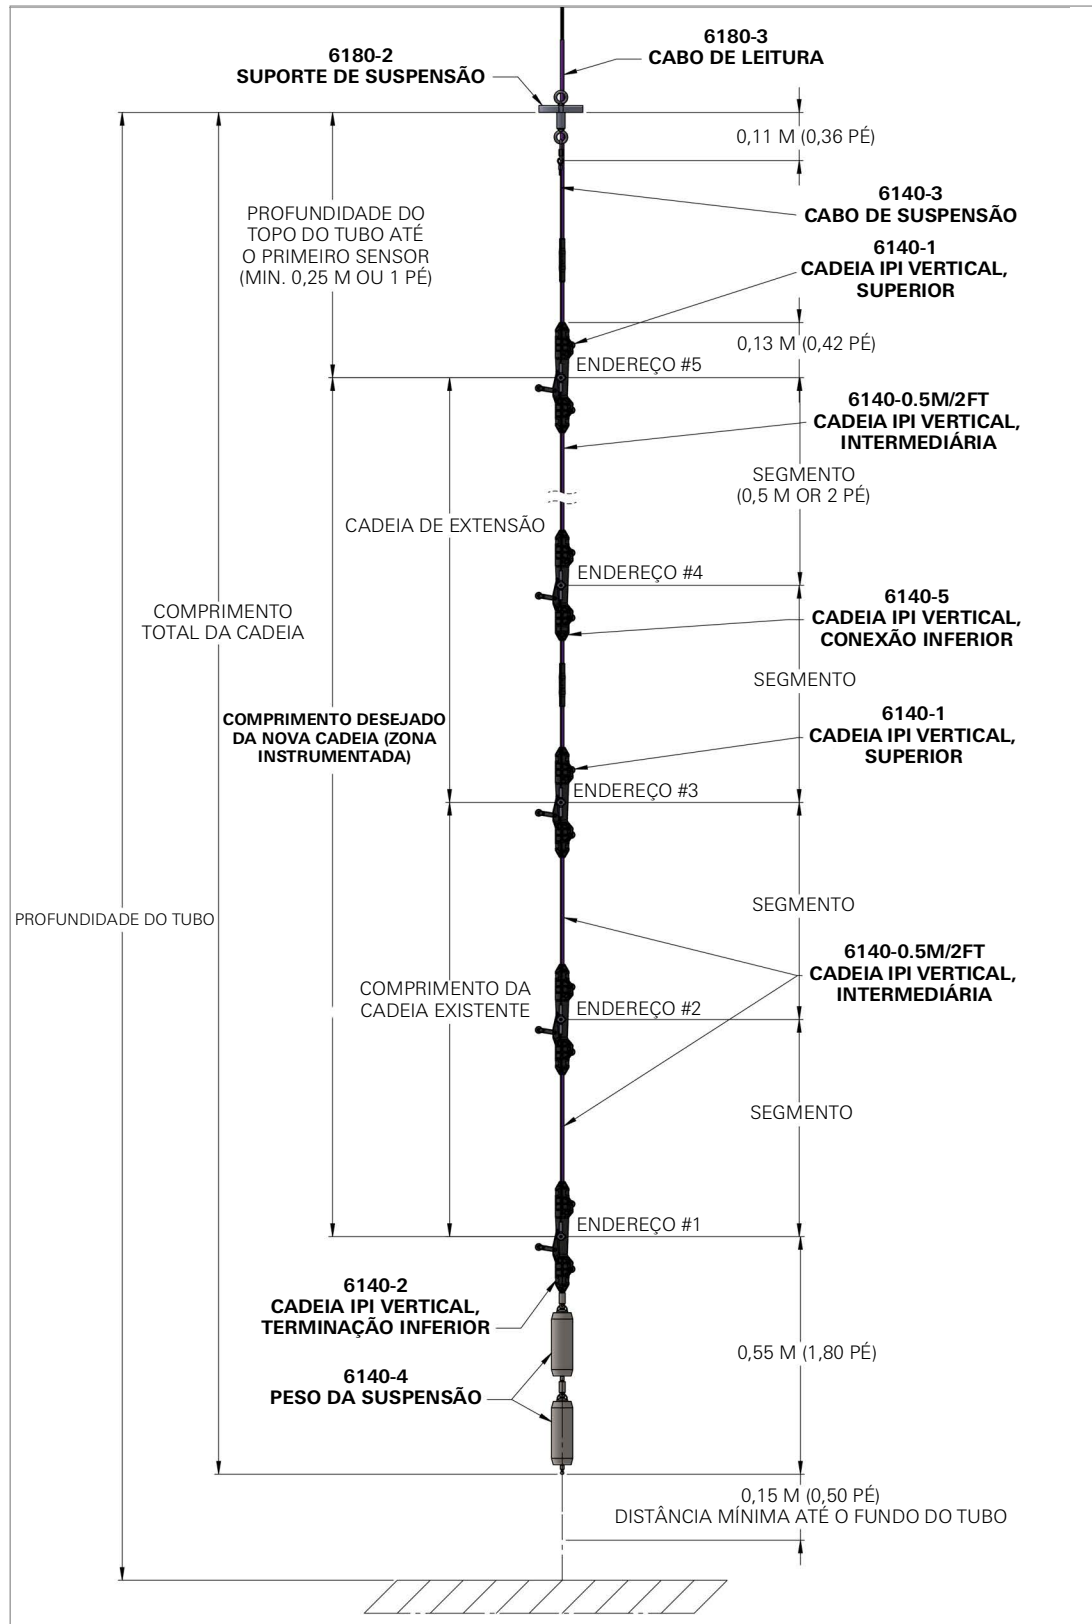 6180-2
SUPORTE DE SUSPENSÃO
6180-3
CABO DE LEITURA
0,11 M (0,36 PÉ)
6140-3
CABO DE SUSPENSÃO
PROFUNDIDADE DO
TOPO DO TUBO ATÉ
O PRIMEIRO SENSOR
(MIN. 0,25 M OU 1 PÉ)
6140-1
CADEIA IPI VERTICAL,
SUPERIOR
0,13 M (0,42 PÉ)
ENDEREÇO #5
6140-0.5M/2FT
CADEIA IPI VERTICAL,
INTERMEDIÁRIA
SEGMENTO
(0,5 M OR 2 PÉ)
CADEIA DE EXTENSÃO
ENDEREÇO #4
COMPRIMENTO
TOTAL DA CADEIA
6140-5
CADEIA IPI VERTICAL,
CONEXÃO INFERIOR
SEGMENTO
COMPRIMENTO DESEJADO
DA NOVA CADEIA (ZONA
INSTRUMENTADA)
6140-1
CADEIA IPI VERTICAL,
SUPERIOR
ENDEREÇO #3
SEGMENTO
PROFUNDIDADE DO TUBO
6140-0.5M/2FT
CADEIA IPI VERTICAL,
INTERMEDIÁRIA
COMPRIMENTO DA
CADEIA EXISTENTE
ENDEREÇO #2
SEGMENTO
ENDEREÇO #1
6140-2
CADEIA IPI VERTICAL,
TERMINAÇÃO INFERIOR
0,55 M (1,80 PÉ)
6140-4
PESO DA SUSPENSÃO
0,15 M (0,50 PÉ)
DISTÂNCIA MÍNIMA ATÉ O FUNDO DO TUBO